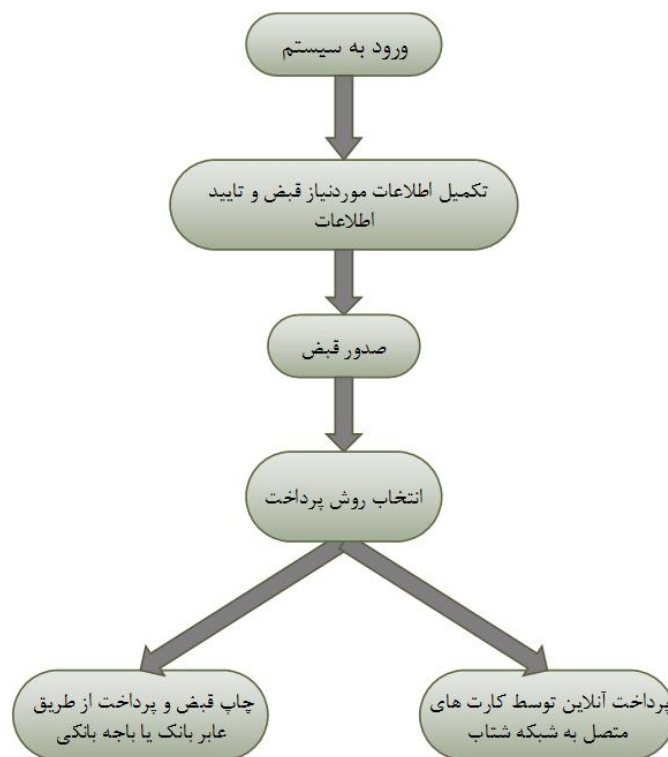 ورود به سیستم
تکمیل اطلاعات موردنیاز قبض و تایید
اطلاعات
صدور قبض
انتخاب روش پرداخت
پرداخت آنلاین توسط کارت های
متصل به شبکه شتاب
چاپ قبض و پرداخت از طریق
عابر بانک یا باجه بانکی